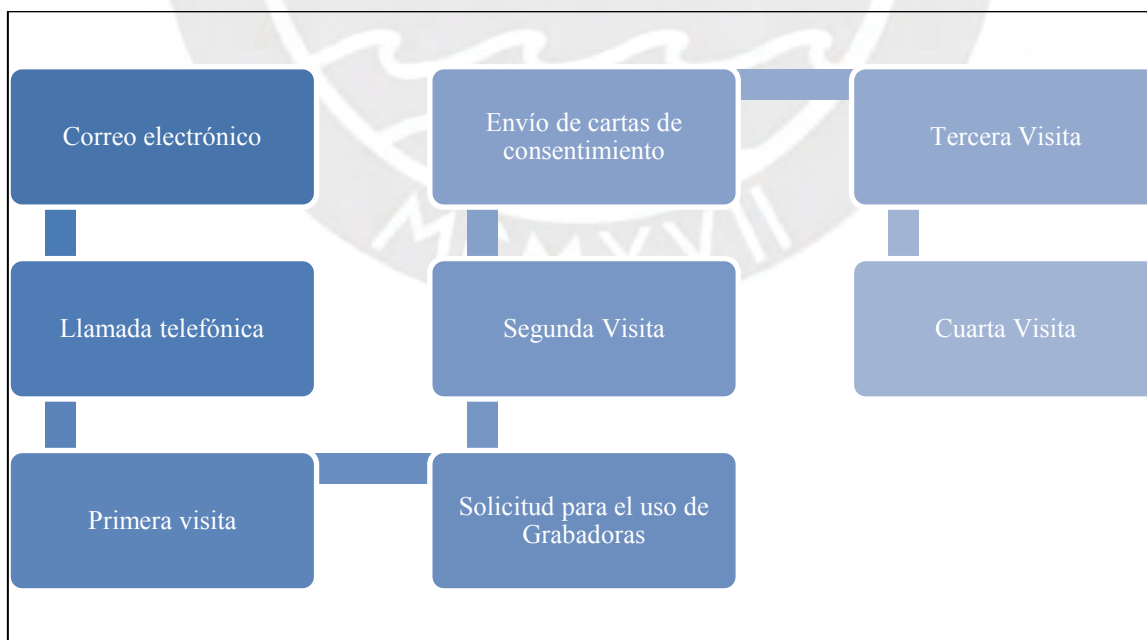 Correo electrónico
Llamada telefónica
Primera visita
Solicitud para el uso de
Grabadoras
Segunda Visita
Envío de cartas de
consentimiento
Tercera Visita
Cuarta Visita
MCMXVII